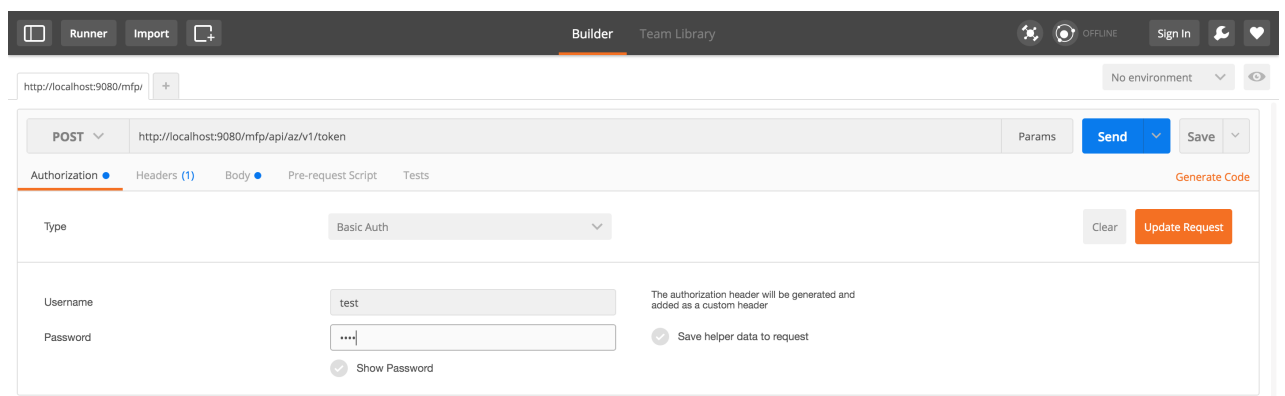 Runner Import Builder Team Library OFFLINE Sign In
http://localhost:9080/mfp/ + No environment
POST http://localhost:9080/mfp/api/az/v1/token Params Send Save
Authorization Headers (1) Body Pre-request Script Tests Generate Code
Type Basic Auth Clear Update Request
Username test The authorization header will be generated and
added as a custom header
Password •••• Save helper data to request
Show Password